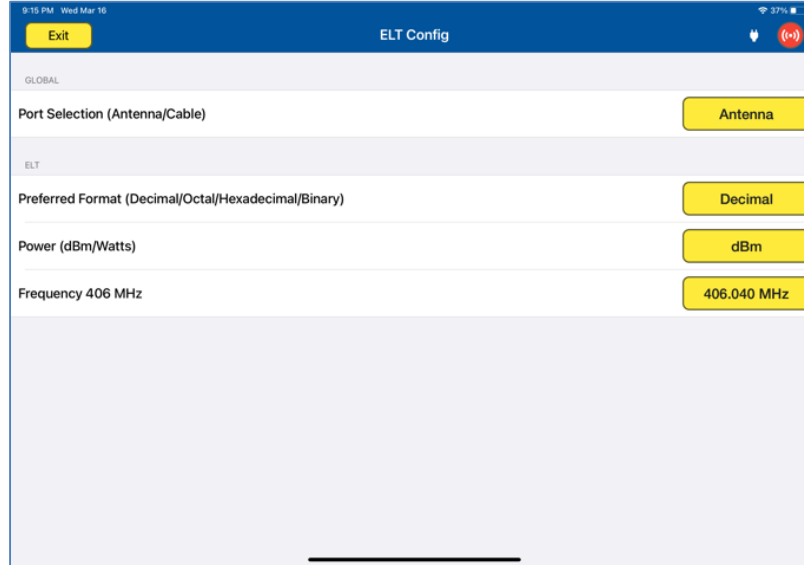 9:15 PM Wed Mar 16 37%
Exit ELT Config
GLOBAL
Port Selection (Antenna/Cable) Antenna
ELT
Preferred Format (Decimal/Octal/Hexadecimal/Binary) Decimal
Power (dBm/Watts) dBm
Frequency 406 MHz 406.040 MHz